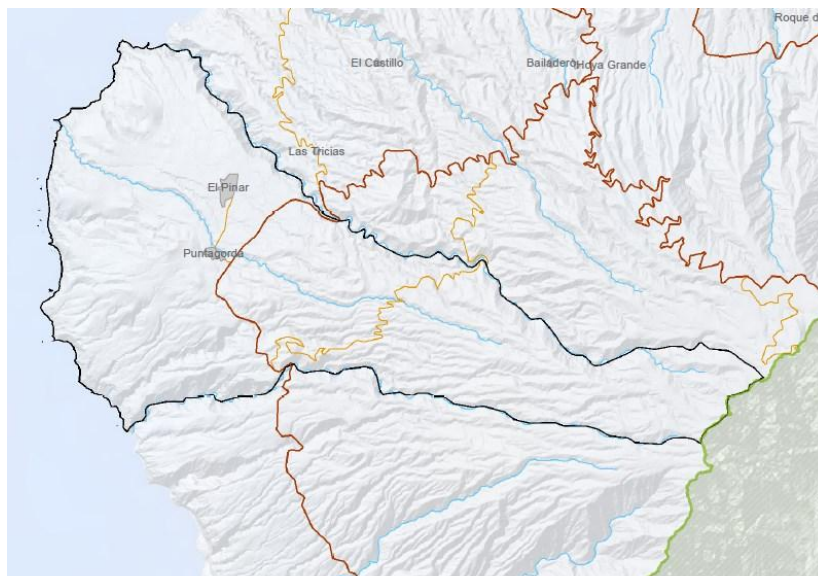 Roque d
El Castillo
Bailadero
Hoya Grande
Las Tricias
El Pinar
Puntagorda